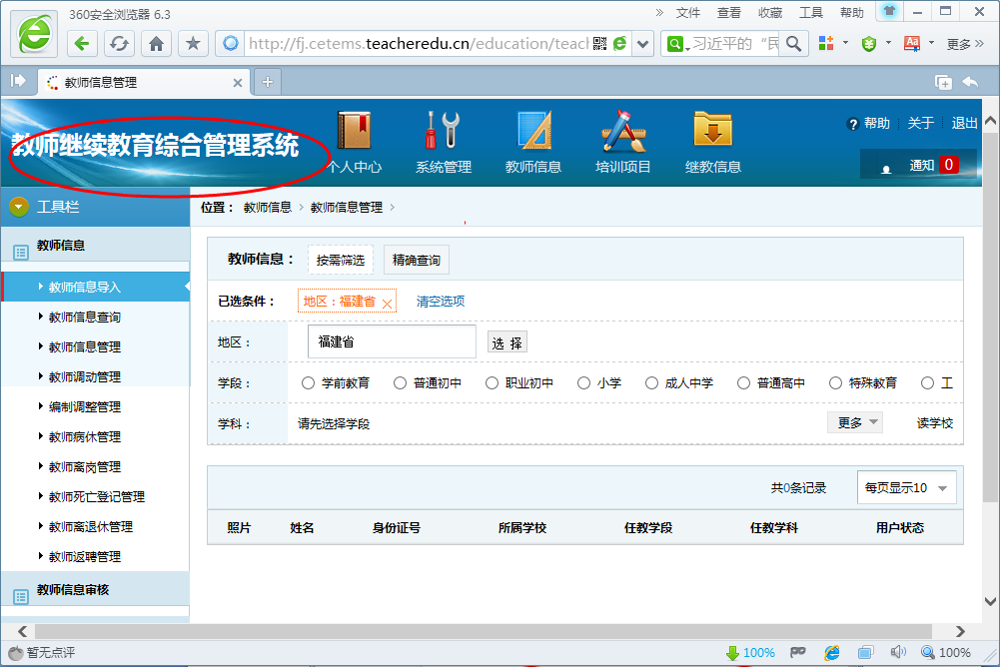 360安全浏览器 6.3
» 文件 查看 收藏 工具 帮助
http://fj.cetems.teacheredu.cn/education/teacl
习近平的“民
更多 »
教师信息管理
教师继续教育综合管理系统
个人中心 系统管理 教师信息 培训项目 继教信息
? 帮助 关于 退出
通知 0
工具栏
位置： 教师信息 > 教师信息管理 >
教师信息
教师信息导入
教师信息查询
教师信息管理
教师调动管理
编制调整管理
教师病休管理
教师离岗管理
教师死亡登记管理
教师离退休管理
教师返聘管理
教师信息审核
教师信息： 按需筛选 精确查询
已选条件： 地区：福建省 清空选项
地区： 福建省 选 择
学段： 学前教育 普通初中 职业初中 小学 成人中学 普通高中 特殊教育 工
学科： 请先选择学段 更多 读学校
共0条记录 每页显示10
照片 姓名 身份证号 所属学校 任教学段 任教学科 用户状态
暂无点评
100% 100%